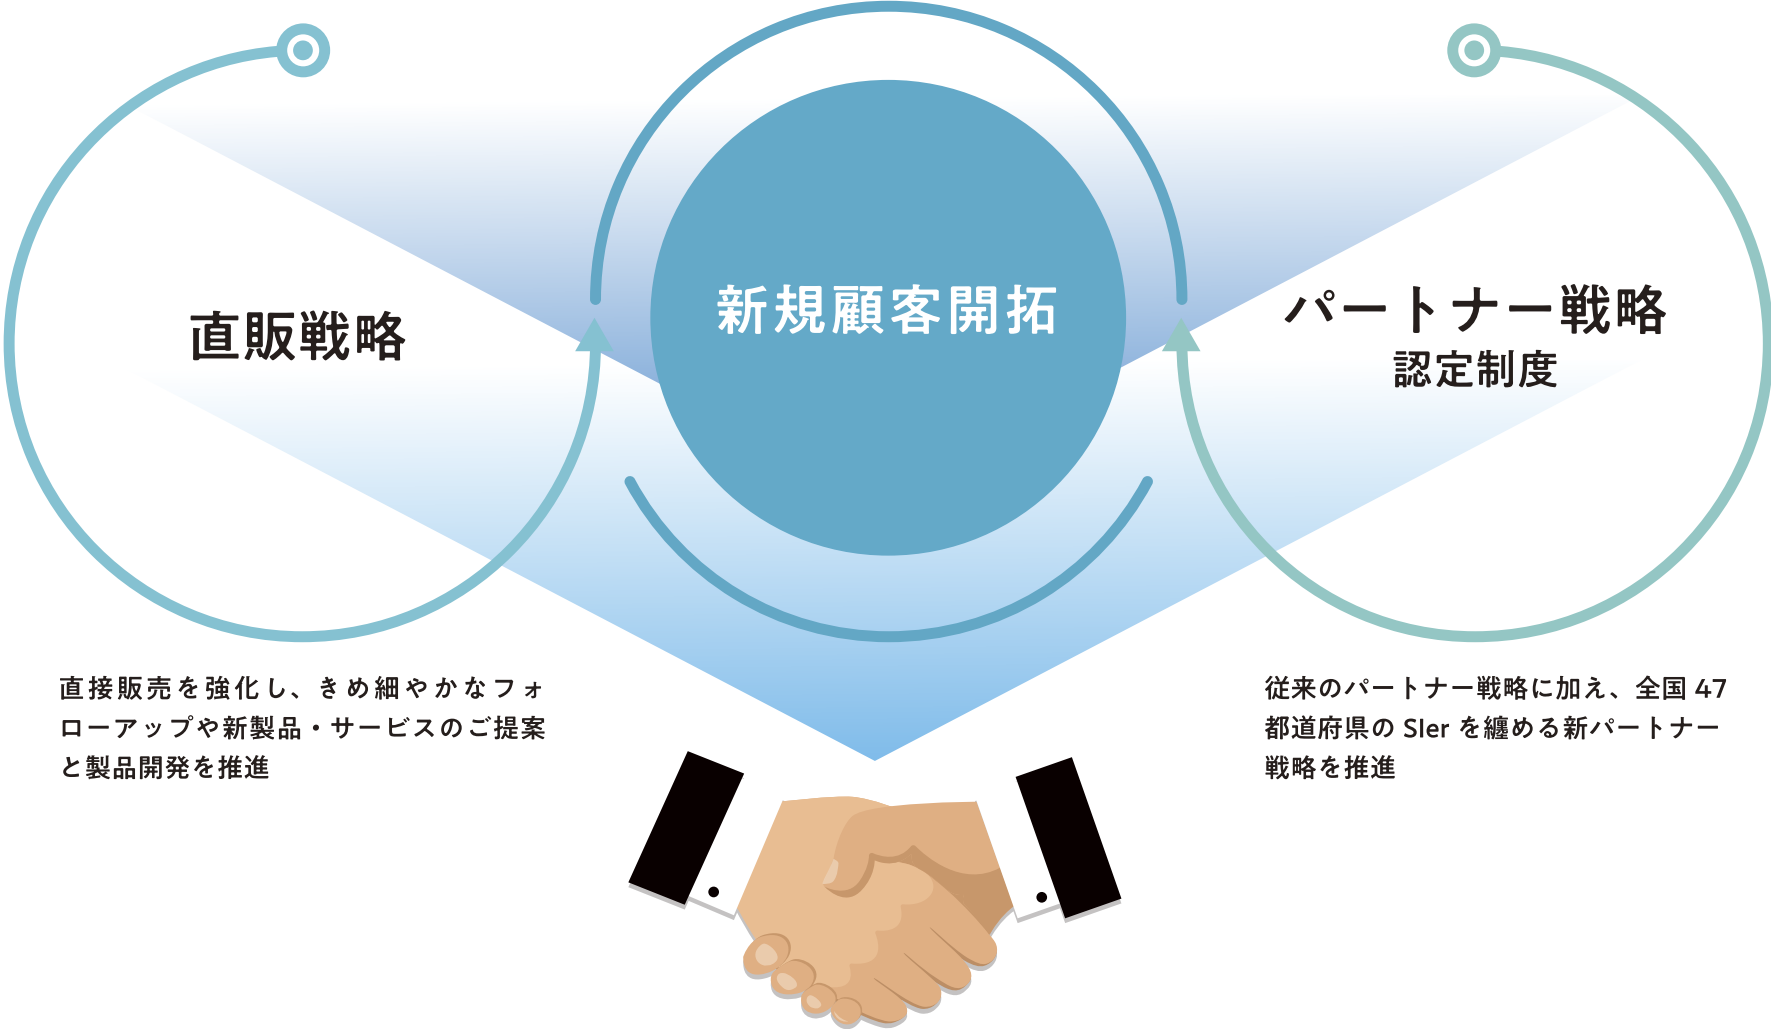 新規顧客開拓
直販戦略
パートナー戦略
認定制度
直接販売を強化し、きめ細やかなフォ
ローアップや新製品・サービスのご提案
と製品開発を推進
従来のパートナー戦略に加え、全国 47
都道府県の SIer を纏める新パートナー
戦略を推進